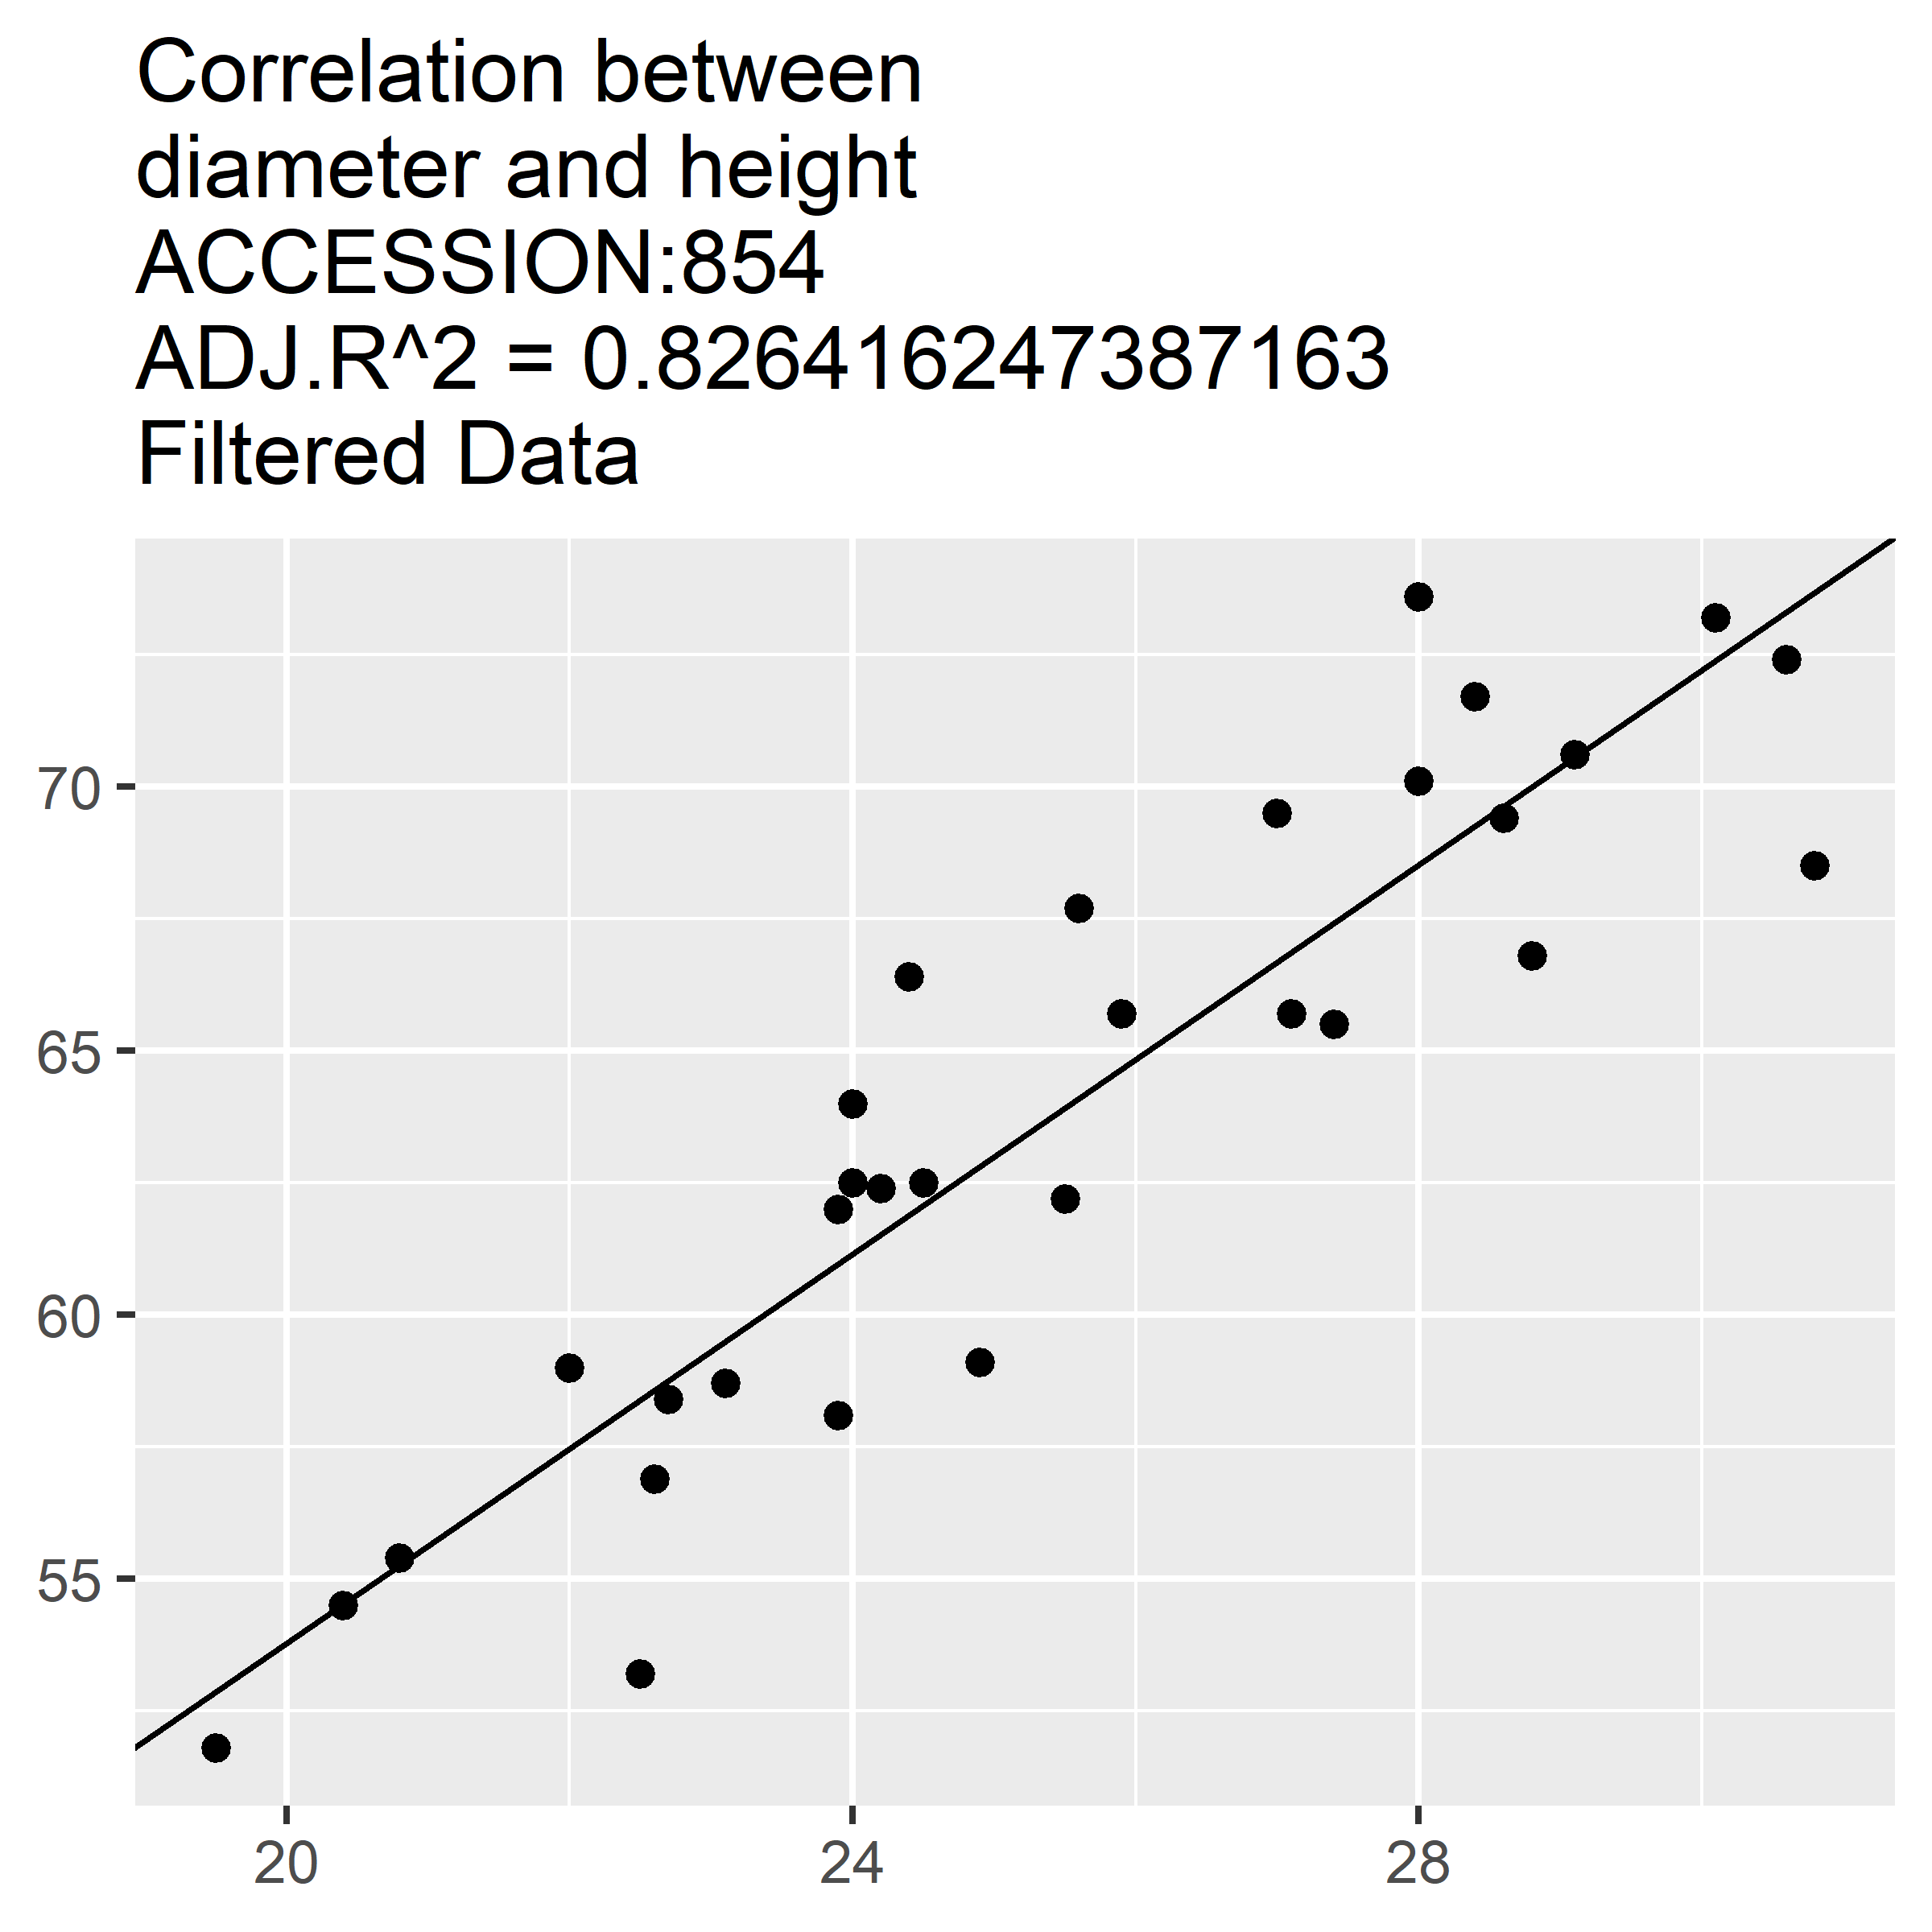 Correlation between
diameter and height
ACCESSION:854
ADJ.R^2 = 0.826416247387163
Filtered Data
70
65
60
55
20 24 28